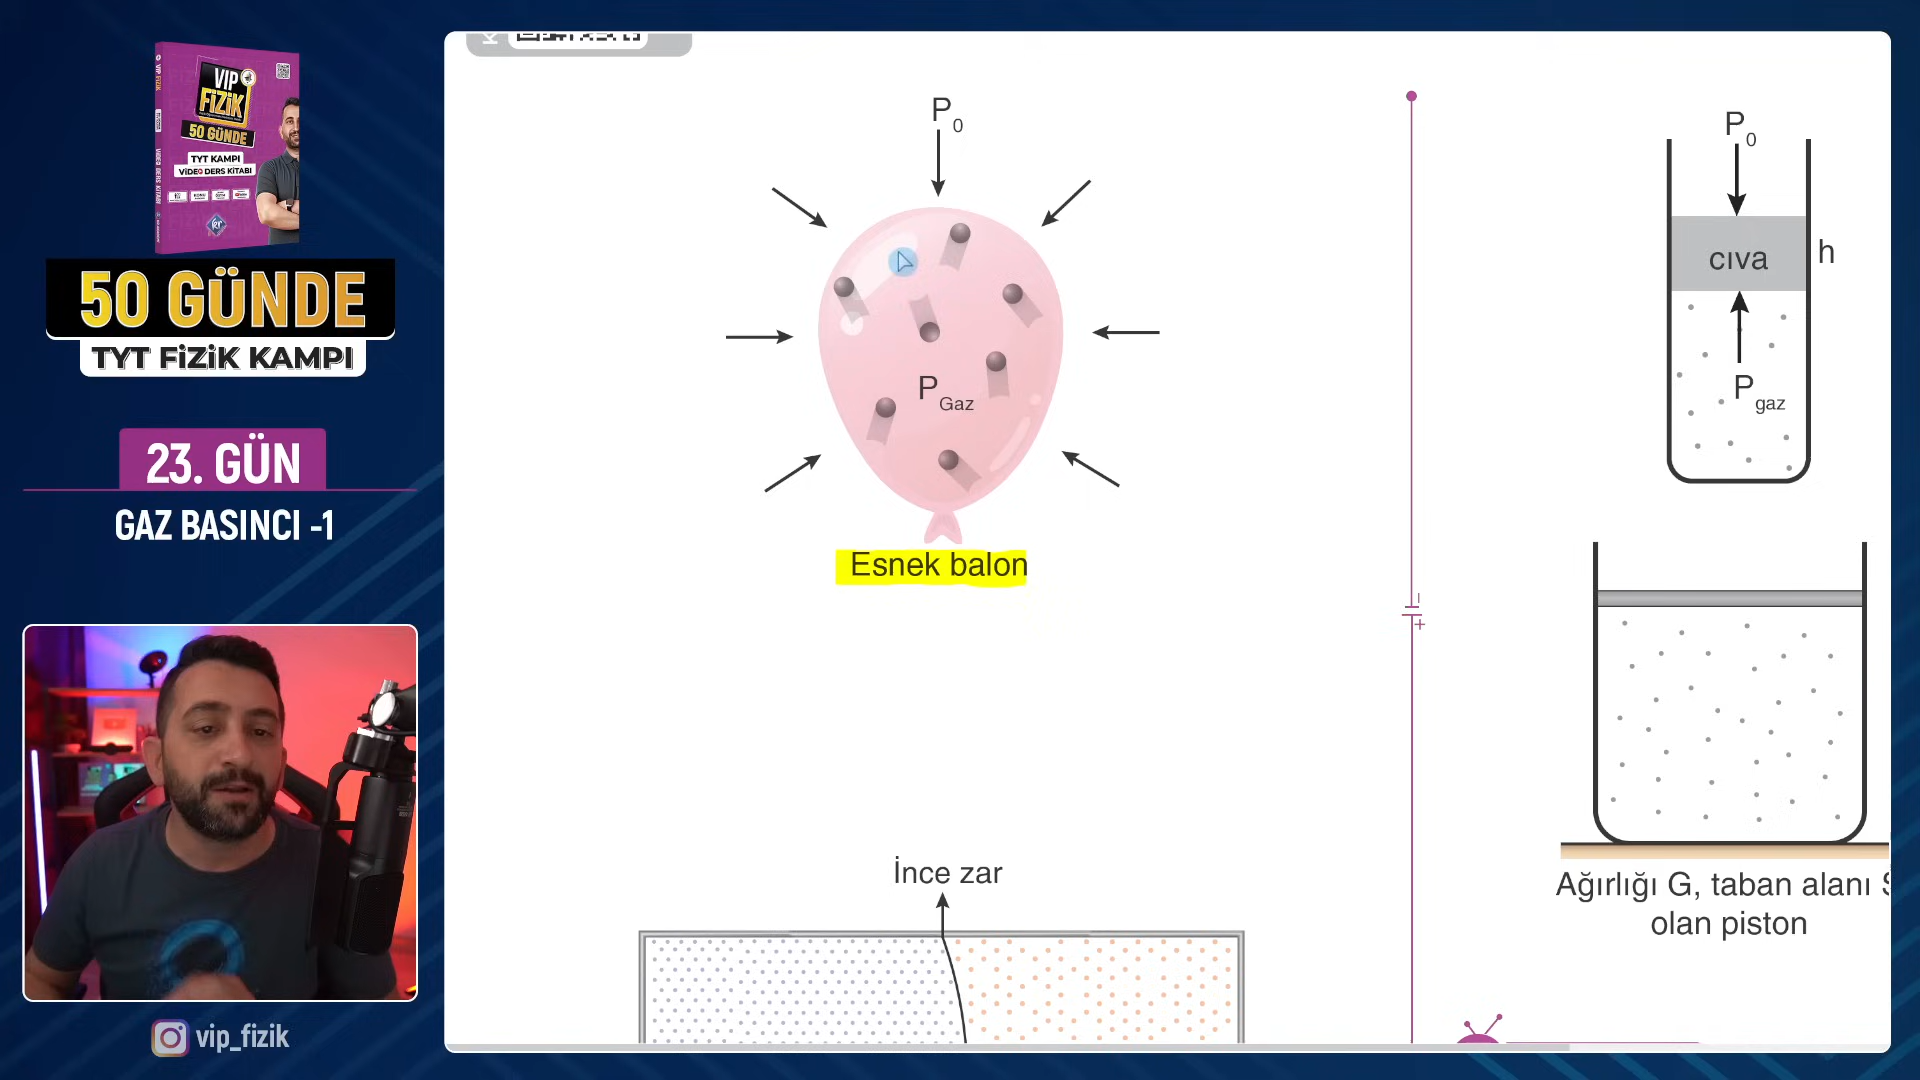 VIP
FİZİK
50 GÜNDE
TYT KAMPI
VİDEO DERS KİTABI
50 GÜNDE
TYT FİZİK KAMPI
23. GÜN
GAZ BASINCI -1
vip_fizik
P0
PGaz
Esnek balon
İnce zar
P0
cıva
h
Pgaz
Ağırlığı G, taban alanı S
olan piston